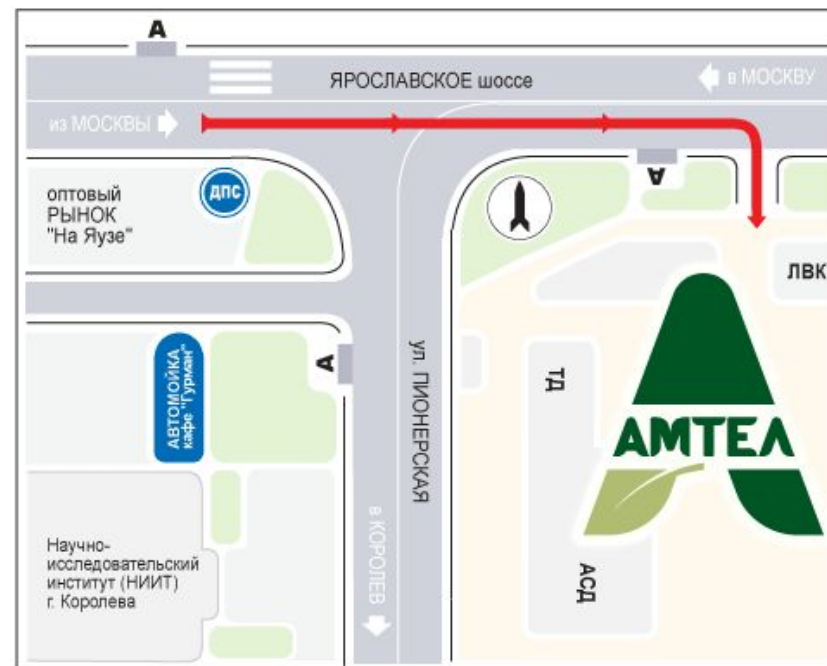 А
ЯРОСЛАВСКОЕ шоссе
в МОСКВУ
из МОСКВЫ
ДПС
А
оптовый
РЫНОК
"На Яузе"
ЛВК
АВТОМОЙКА
кафе "Гурман"
А
ул. ПИОНЕРСКАЯ
ТД
АМТЕЛ
Научно-
исследовательский
институт (НИИТ)
г. Королева
в КОРОЛЕВ
АСД